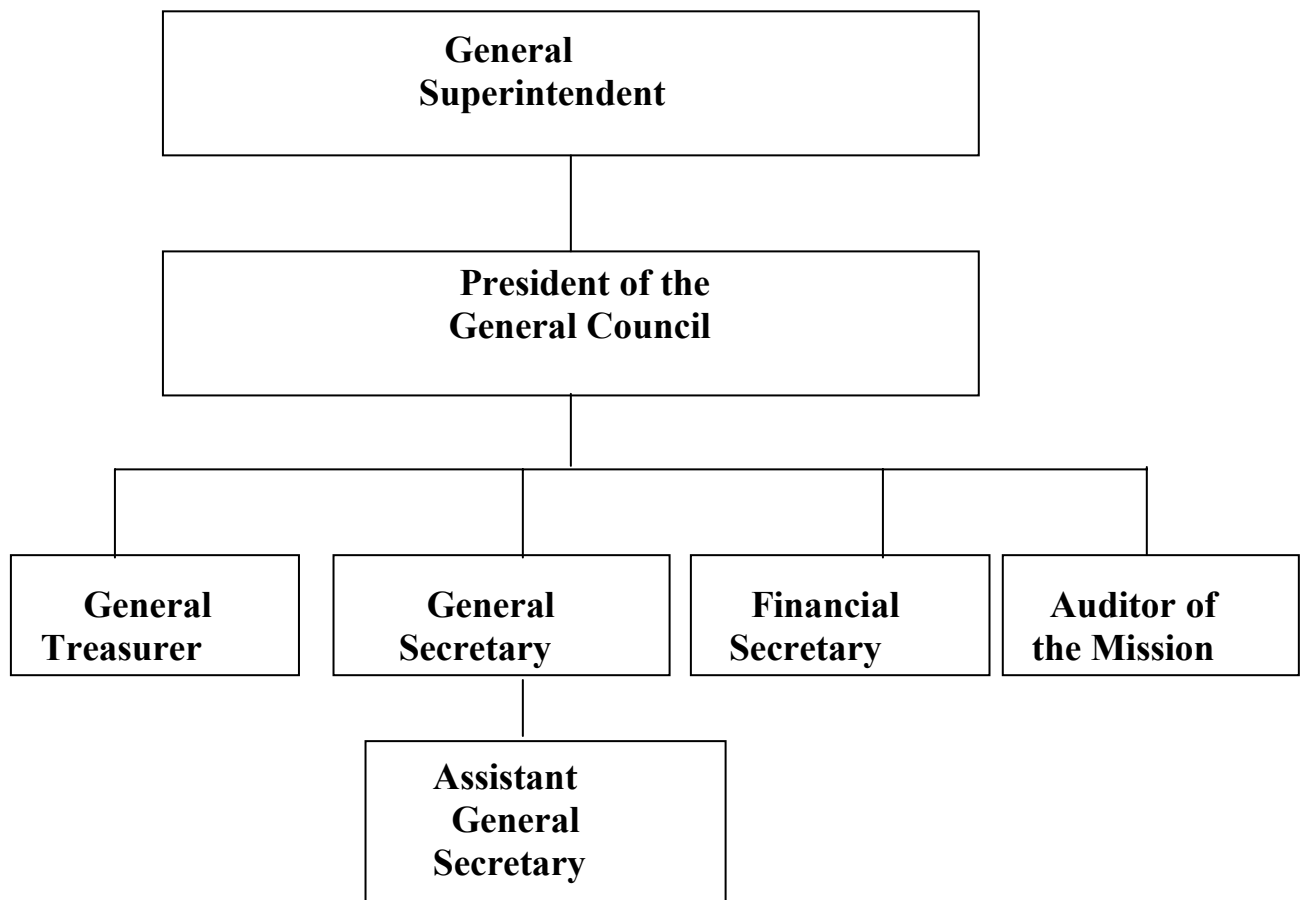 General
Superintendent
President of the
General Council
General
Treasurer
General
Secretary
Financial
Secretary
Auditor of
the Mission
Assistant
General
Secretary